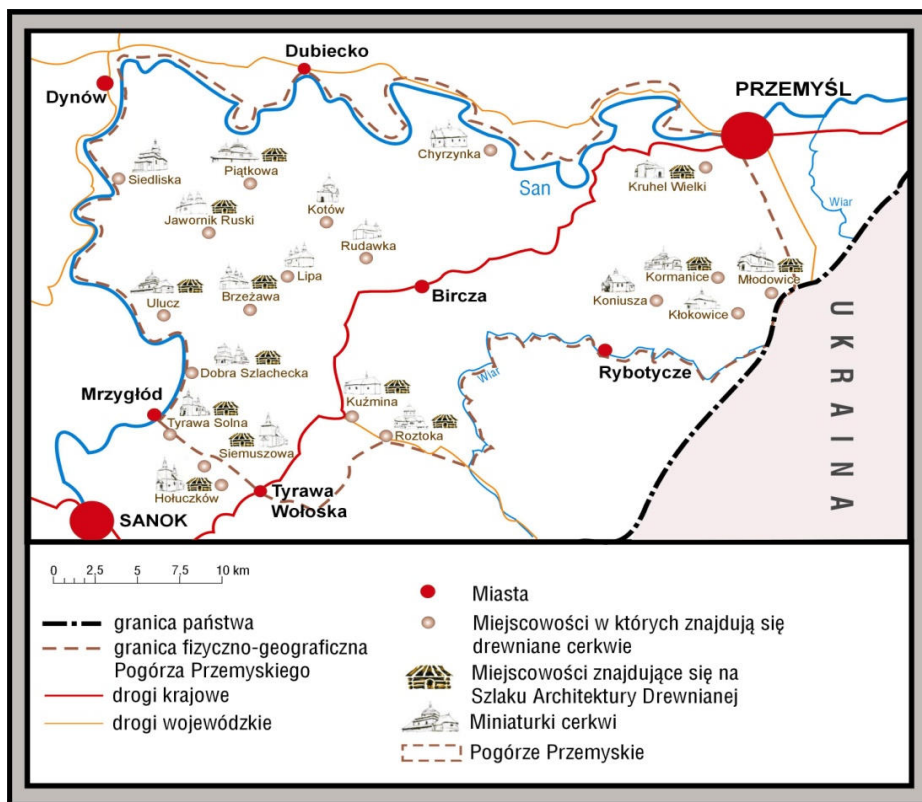 Dubiecko
Dynów
PRZEMYŚL
Chyrzynka
Siedliska
Piątkowa
Kruhel Wielki
San
Wiar
Jawornik Ruski
Kotów
Rudawka
Lipa
Kormanice
Młodowice
Ulucz
Brzeżawa
Bircza
Koniusza
Kłokowice
UKRAINA
Rybotycze
Wiar
Dobra Szlachecka
Mrzygłód
Kuźmina
Tyrawa Solna
Roztoka
Siemuszowa
Hołuczków
Tyrawa
Wołoska
SANOK
0 2,5 5 7,5 10 km
granica państwa
granica fizyczno-geograficzna
Pogórza Przemyskiego
drogi krajowe
drogi wojewódzkie
Miasta
Miejscowości w których znajdują się
drewniane cerkwie
Miejscowości znajdujące się na
Szlaku Architektury Drewnianej
Miniaturki cerkwi
Pogórze Przemyskie